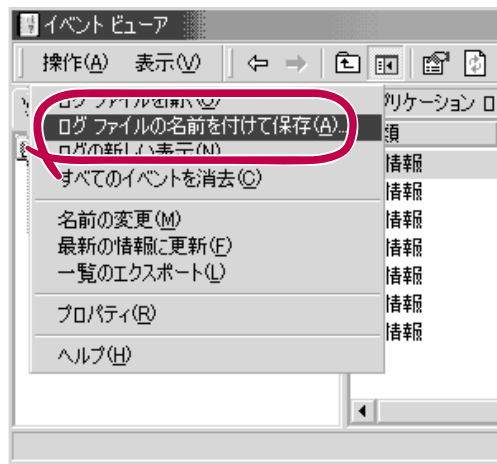 イベント ビューア
操作(A) 表示(V)
ログ ファイルを開く(O)
ログ ファイルの名前を付けて保存(A)...
ログの新しい表示(N)
すべてのイベントを消去(C)
名前の変更(M)
最新の情報に更新(F)
一覧のエクスポート(L)
プロパティ(R)
ヘルプ(H)
プリケーション ロ
類
情報
情報
情報
情報
情報
情報
情報